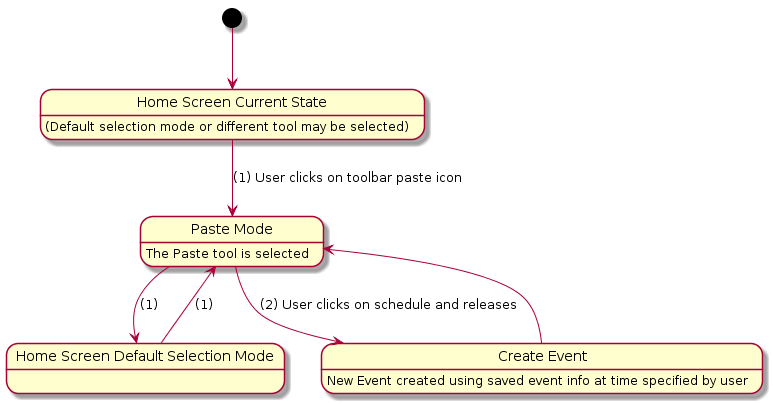 Home Screen Current State
(Default selection mode or different tool may be selected)
(1) User clicks on toolbar paste icon
Paste Mode
The Paste tool is selected
(1)
(1)
(2) User clicks on schedule and releases
Home Screen Default Selection Mode
Create Event
New Event created using saved event info at time specified by user